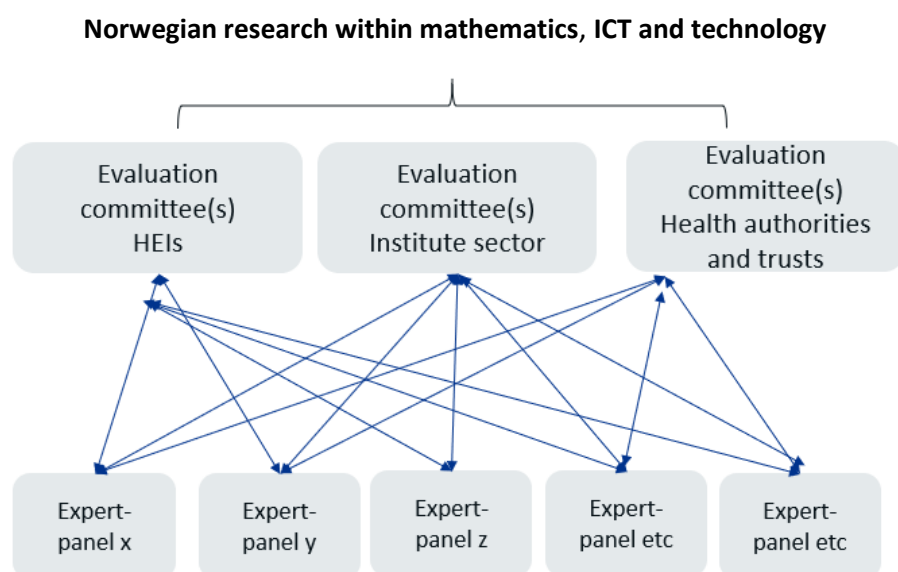 Norwegian research within mathematics, ICT and technology
Evaluation
committee(s)
HEIs
Evaluation
committee(s)
Institute sector
Evaluation
committee(s)
Health authorities
and trusts
Expert-
panel x
Expert-
panel y
Expert-
panel z
Expert-
panel etc
Expert-
panel etc